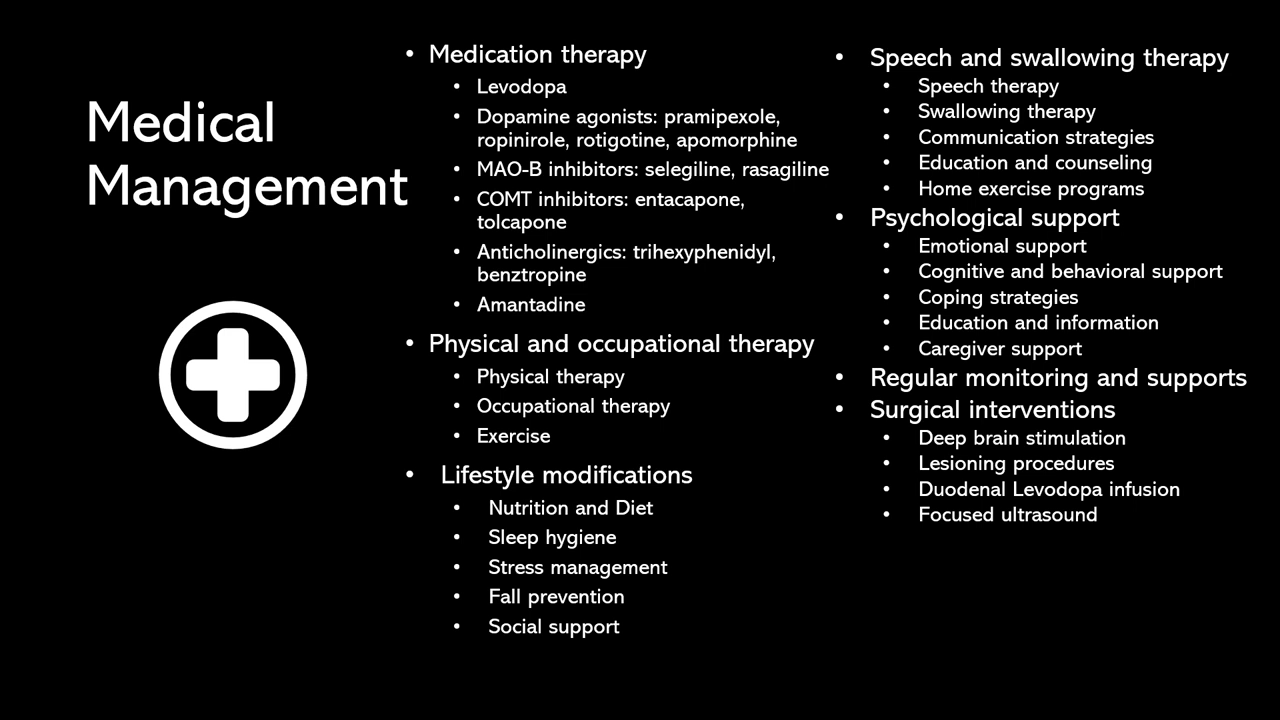 Medical
Management
• Medication therapy
• Levodopa
• Dopamine agonists: pramipexole,
ropinirole, rotigotine, apomorphine
• MAO-B inhibitors: selegiline, rasagiline
• COMT inhibitors: entacapone,
tolcapone
• Anticholinergics: trihexyphenidyl,
benztropine
• Amantadine
• Physical and occupational therapy
• Physical therapy
• Occupational therapy
• Exercise
• Lifestyle modifications
• Nutrition and Diet
• Sleep hygiene
• Stress management
• Fall prevention
• Social support
• Speech and swallowing therapy
• Speech therapy
• Swallowing therapy
• Communication strategies
• Education and counseling
• Home exercise programs
• Psychological support
• Emotional support
• Cognitive and behavioral support
• Coping strategies
• Education and information
• Caregiver support
• Regular monitoring and supports
• Surgical interventions
• Deep brain stimulation
• Lesioning procedures
• Duodenal Levodopa infusion
• Focused ultrasound